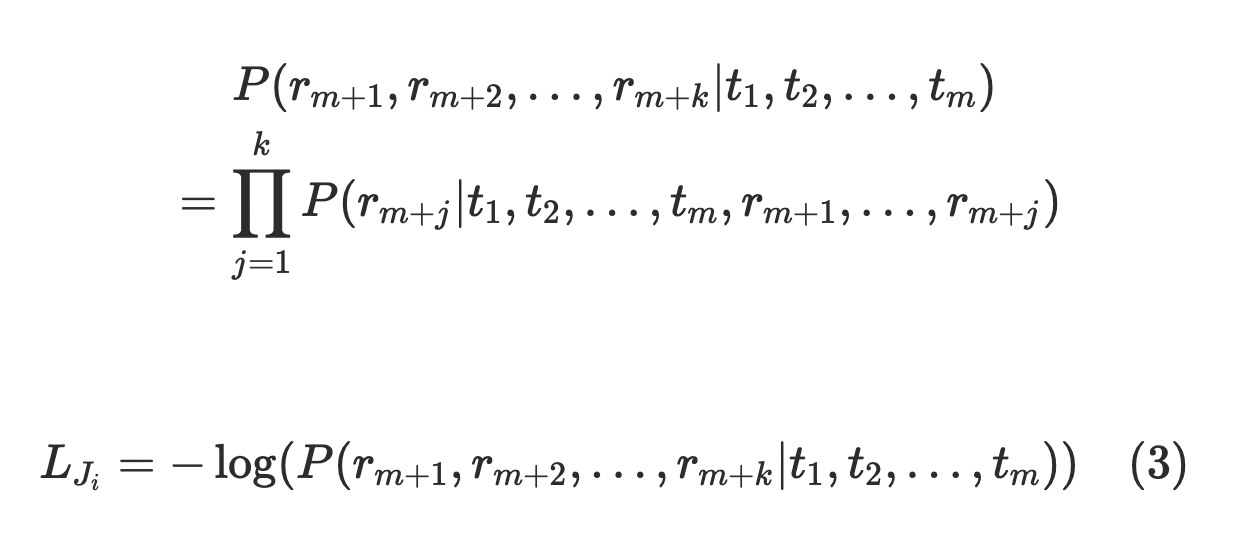 P(r_{m+1}, r_{m+2}, ..., r_{m+k}|t_1, t_2, ..., t_m)
= \prod_{j=1}^{k} P(r_{m+j}|t_1, t_2, ..., t_m, r_{m+1}, ..., r_{m+j})
L_{J_i} = -log(P(r_{m+1}, r_{m+2}, ..., r_{m+k}|t_1, t_2, ..., t_m)) (3)